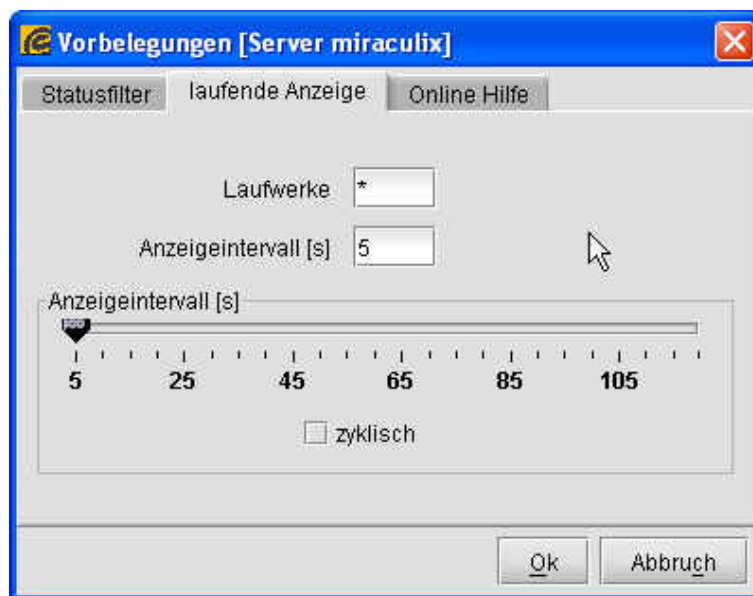 Vorbelegungen [Server miraculix]
Statusfilter laufende Anzeige Online Hilfe
Laufwerke *
Anzeigeintervall [s] 5
Anzeigeintervall [s]
5 25 45 65 85 105
zyklisch
Ok Abbruch